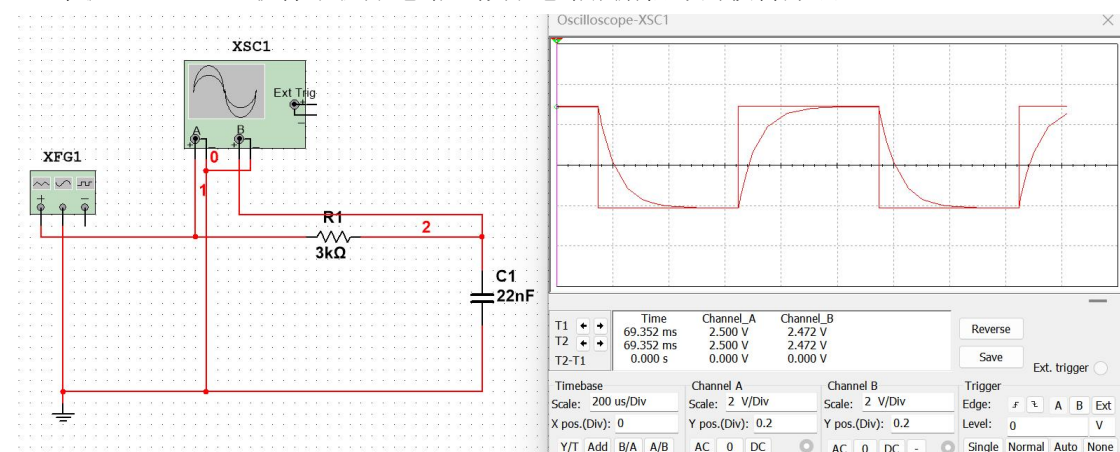 Oscilloscope-XSC1
XSC1
Ext Trig
A
B
0
XFG1
1
R1
2
3kΩ
C1
22nF
Time Channel_A Channel_B
T1 69.352 ms 2.500 V 2.472 V
T2 69.352 ms 2.500 V 2.472 V
T2-T1 0.000 s 0.000 V 0.000 V
Reverse
Save
Ext. trigger
Timebase
Scale: 200 us/Div
X pos.(Div): 0
Y/T Add B/A A/B
Channel A
Scale: 2 V/Div
Y pos.(Div): 0.2
AC 0 DC
Channel B
Scale: 2 V/Div
Y pos.(Div): 0.2
AC 0 DC -
Trigger
Edge: A B Ext
Level: 0 V
Single Normal Auto None